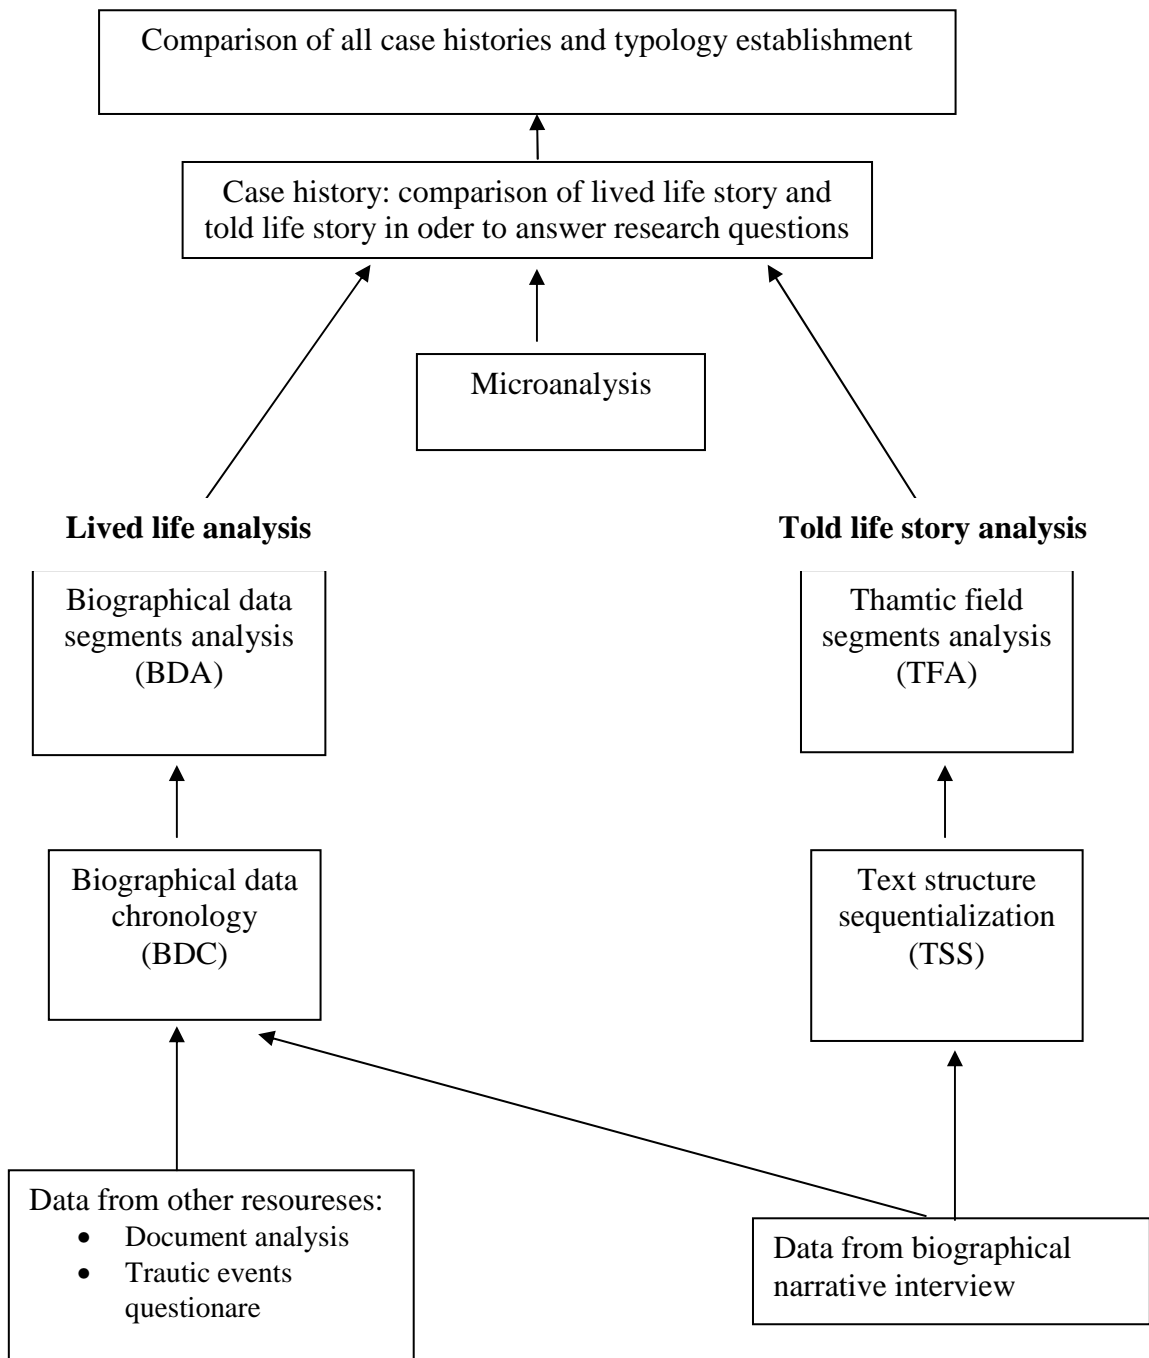 Comparison of all case histories and typology establishment
Case history: comparison of lived life story and
told life story in oder to answer research questions
Microanalysis
Lived life analysis
Told life story analysis
Biographical data
segments analysis
(BDA)
Thamtic field
segments analysis
(TFA)
Biographical data
chronology
(BDC)
Text structure
sequentialization
(TSS)
Data from other resoureses:
• Document analysis
• Trautic events
questionare
Data from biographical
narrative interview